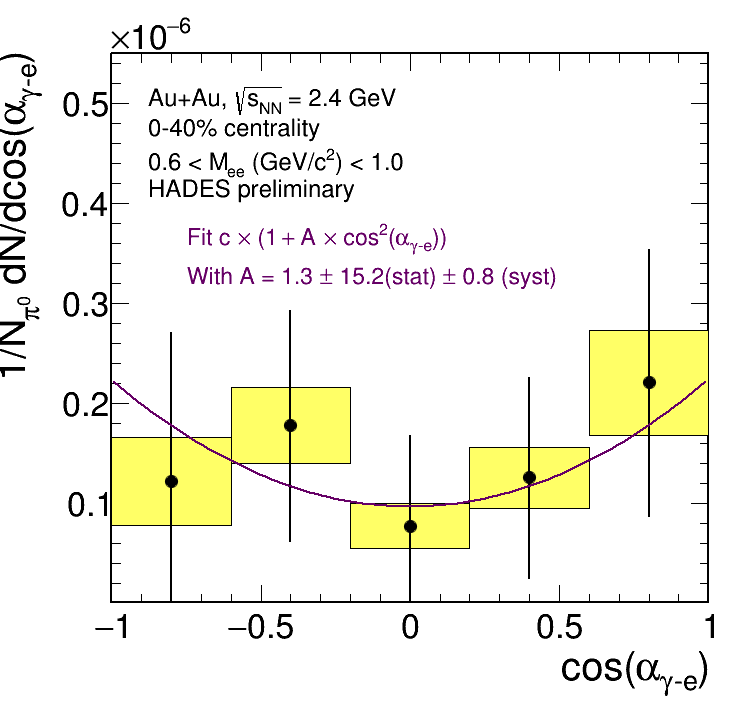 ×10⁻⁶
1/N_π⁰ dN/dcos(α_γ-e)
0.5
0.4
0.3
0.2
0.1
Au+Au, √s_NN = 2.4 GeV
0-40% centrality
0.6 < M_ee (GeV/c²) < 1.0
HADES preliminary
Fit c × (1 + A × cos²(α_γ-e))
With A = 1.3 ± 15.2(stat) ± 0.8 (syst)
−1 −0.5 0 0.5 1
cos(α_γ-e)